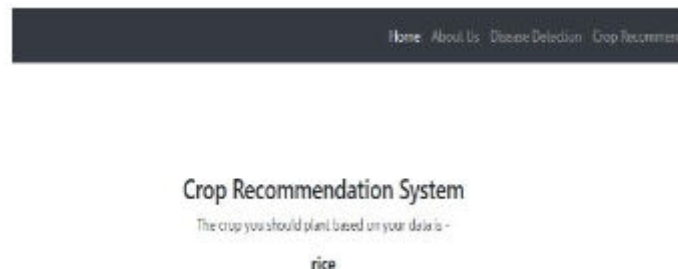 Home About Us Disease Detection Crop Recommen
Crop Recommendation System
The crop you should plant based on your data is -
rice